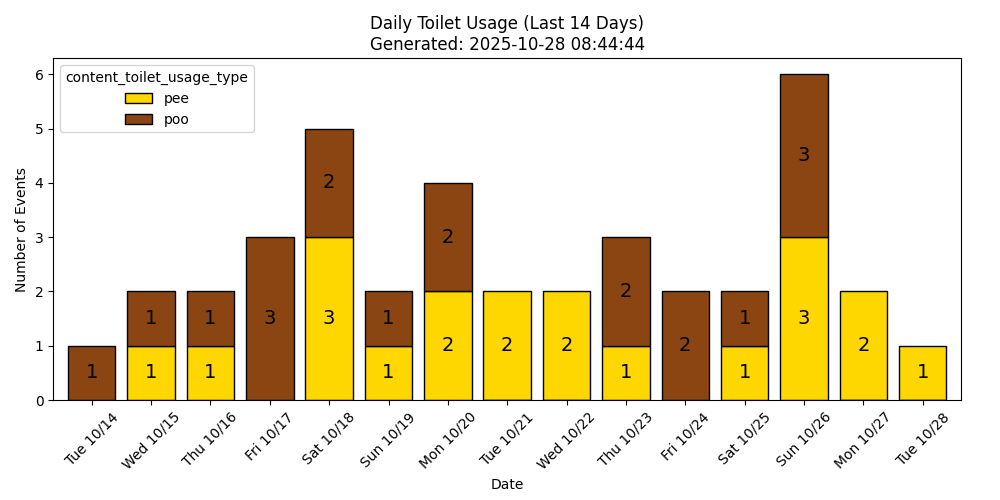 Daily Toilet Usage (Last 14 Days)
Generated: 2025-10-28 08:44:44
content_toilet_usage_type
pee
poo
Number of Events
6
5
4
3
2
1
0
1
1
1
1
1
3
3
2
1
1
2
2
2
2
1
2
2
1
1
3
3
2
1
Tue 10/14
Wed 10/15
Thu 10/16
Fri 10/17
Sat 10/18
Sun 10/19
Mon 10/20
Tue 10/21
Wed 10/22
Thu 10/23
Fri 10/24
Sat 10/25
Sun 10/26
Mon 10/27
Tue 10/28
Date